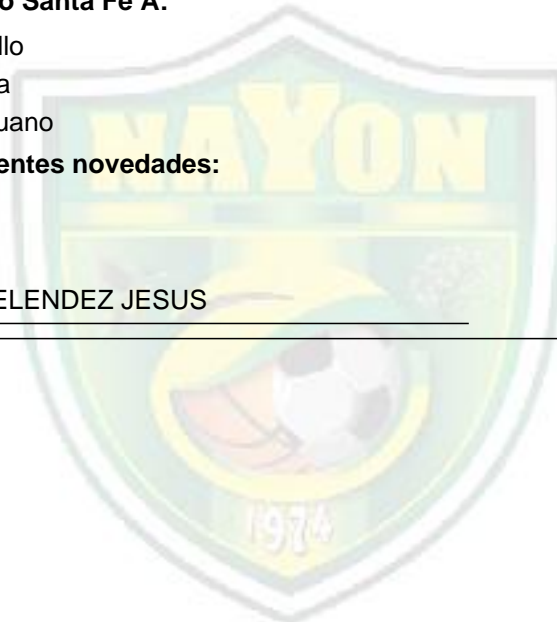 o Santa Fe A.
llo
a
uano
entes novedades:
NAYON
ELENDEZ JESUS
1974